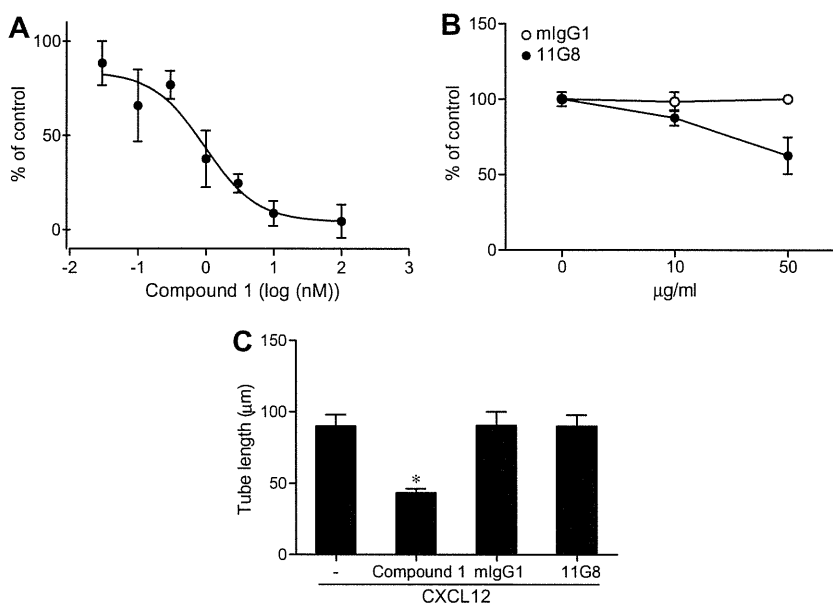 A
% of control
100
50
0
-2 -1 0 1 2 3
Compound 1 (log (nM))
B
mIgG1
11G8
% of control
150
100
50
0
0 10 50
μg/ml
C
Tube length (μm)
150
100
50
0
*
- Compound 1 mIgG1 11G8
CXCL12